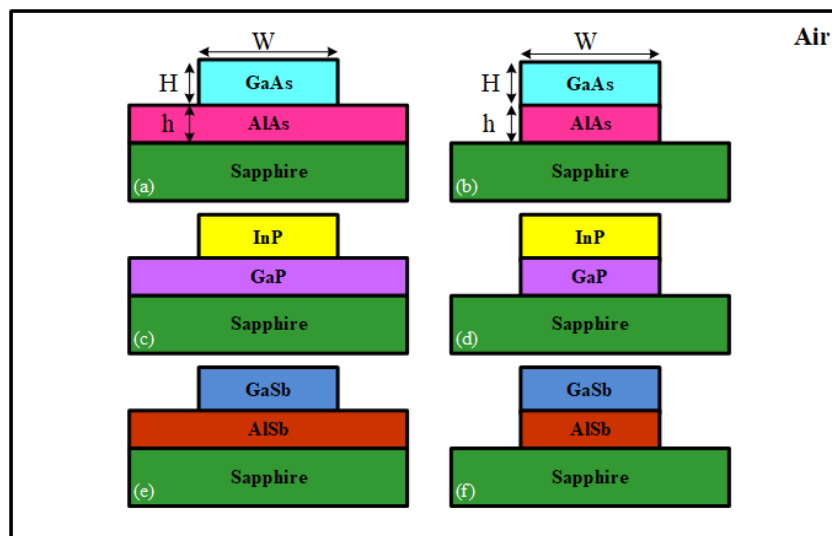 Air
W
H
GaAs
h
AlAs
Sapphire
(a)
W
H
GaAs
h
AlAs
Sapphire
(b)
InP
GaP
Sapphire
(c)
InP
GaP
Sapphire
(d)
GaSb
AlSb
Sapphire
(e)
GaSb
AlSb
Sapphire
(f)